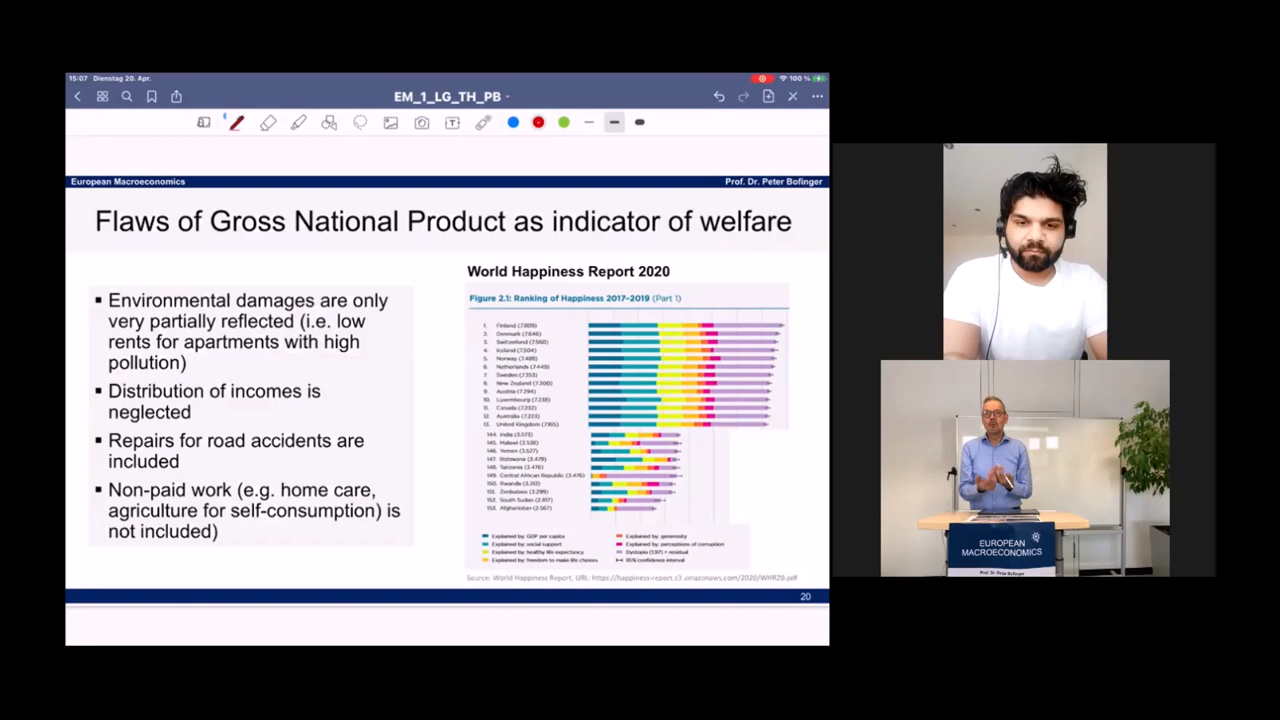 15:07 Dienstag 20. Apr.
100 %
EM_1_LG_TH_PB
European Macroeconomics
Prof. Dr. Peter Bofinger
Flaws of Gross National Product as indicator of welfare
▪ Environmental damages are only
very partially reflected (i.e. low
rents for apartments with high
pollution)
▪ Distribution of incomes is
neglected
▪ Repairs for road accidents are
included
▪ Non-paid work (e.g. home care,
agriculture for self-consumption) is
not included)
World Happiness Report 2020
Figure 2.1: Ranking of Happiness 2017–2019 (Part 1)
1. Finland (7.809)
2. Denmark (7.646)
3. Switzerland (7.560)
4. Iceland (7.504)
5. Norway (7.488)
6. Netherlands (7.449)
7. Sweden (7.353)
8. New Zealand (7.300)
9. Austria (7.294)
10. Luxembourg (7.238)
11. Canada (7.232)
12. Australia (7.223)
13. United Kingdom (7.165)
144. India (3.573)
145. Malawi (3.538)
146. Yemen (3.527)
147. Botswana (3.479)
148. Tanzania (3.476)
149. Central African Republic (3.476)
150. Rwanda (3.312)
151. Zimbabwe (3.299)
152. South Sudan (2.817)
153. Afghanistan (2.567)
Explained by: GDP per capita
Explained by: social support
Explained by: healthy life expectancy
Explained by: freedom to make life choices
Explained by: generosity
Explained by: perceptions of corruption
Dystopia (1.97) + residual
95% confidence interval
Source: World Happiness Report, URL: https://happiness-report.s3.amazonaws.com/2020/WHR20.pdf
20
EUROPEAN
MACROECONOMICS
Prof. Dr. Peter Bofinger